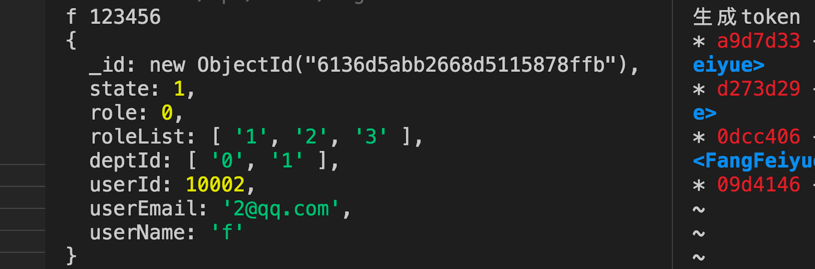 f 123456
{
  _id: new ObjectId("6136d5abb2668d5115878ffb"),
  state: 1,
  role: 0,
  roleList: [ '1', '2', '3' ],
  deptId: [ '0', '1' ],
  userId: 10002,
  userEmail: '2@qq.com',
  userName: 'f'
}
生成token
* a9d7d33
eiyue>
* d273d29 -
e>
* 0dcc406 -
<FangFeiyue
* 09d4146 -
~
~
~